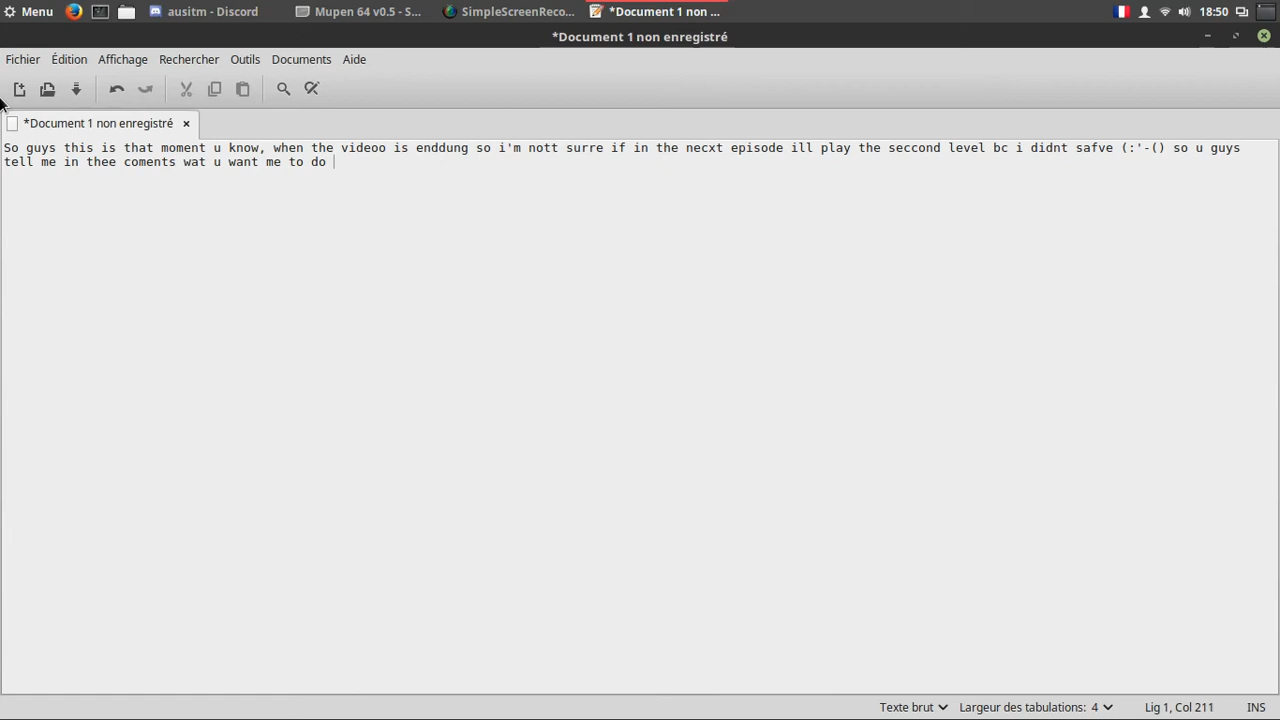 Menu ausitm - Discord Mupen 64 v0.5 - S... SimpleScreenReco... *Document 1 non ... 18:50
*Document 1 non enregistré
Fichier Édition Affichage Rechercher Outils Documents Aide
*Document 1 non enregistré
So guys this is that moment u know, when the videoo is enddung so i'm nott surre if in the necxt episode ill play the seccond level bc i didnt safve (:'-() so u guys
tell me in thee coments wat u want me to do
Texte brut Largeur des tabulations: 4 Lig 1, Col 211 INS